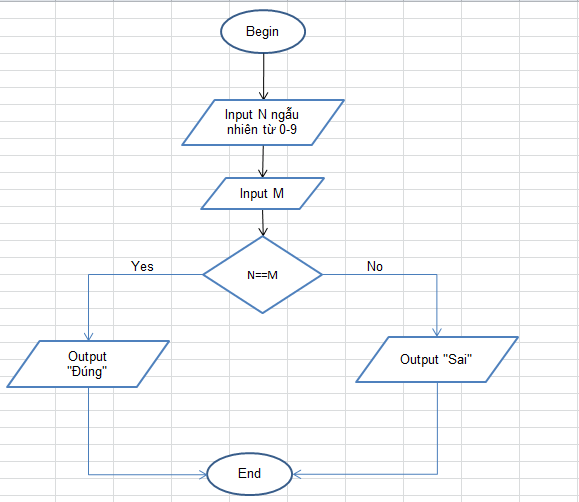 Begin
Input N ngẫu
nhiên từ 0-9
Input M
N==M
Yes
No
Output
"Đúng"
Output "Sai"
End